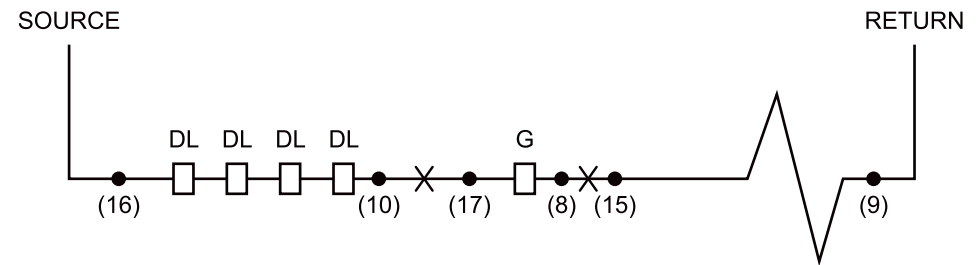 SOURCE RETURN
DL DL DL DL G
(16) (10) (17) (8) (15) (9)